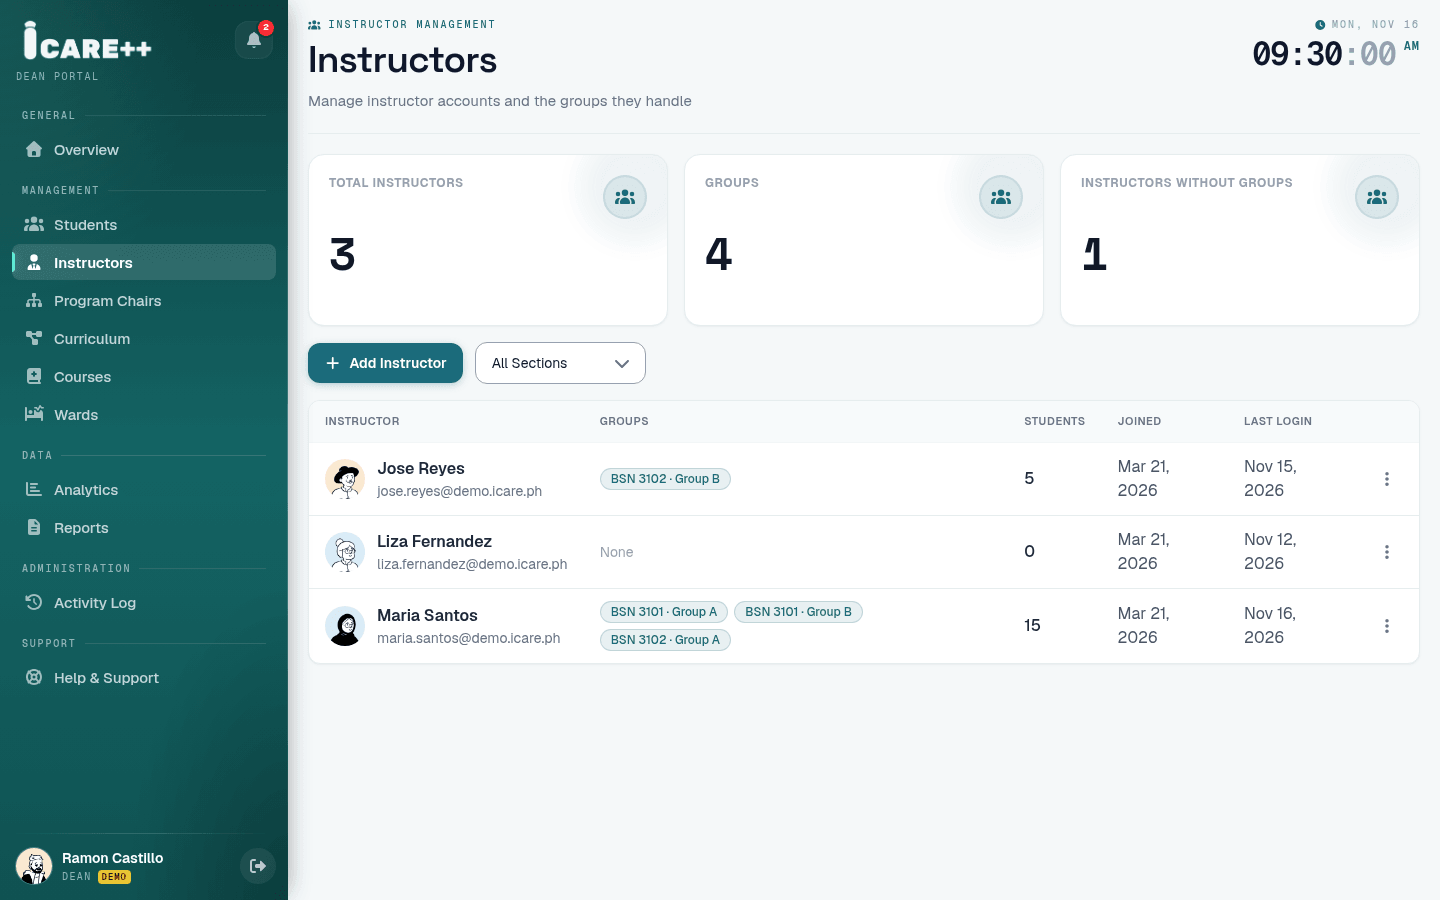 iCARE++
2
DEAN PORTAL
GENERAL
Overview
MANAGEMENT
Students
Instructors
Program Chairs
Curriculum
Courses
Wards
DATA
Analytics
Reports
ADMINISTRATION
Activity Log
SUPPORT
Help & Support
Ramon Castillo
DEAN DEMO
INSTRUCTOR MANAGEMENT
Instructors
Manage instructor accounts and the groups they handle
MON, NOV 16
09:30:00 AM
TOTAL INSTRUCTORS
3
GROUPS
4
INSTRUCTORS WITHOUT GROUPS
1
Add Instructor
All Sections
INSTRUCTOR GROUPS STUDENTS JOINED LAST LOGIN
Jose Reyes
jose.reyes@demo.icare.ph
BSN 3102 · Group B
5
Mar 21,
2026
Nov 15,
2026
Liza Fernandez
liza.fernandez@demo.icare.ph
None
0
Mar 21,
2026
Nov 12,
2026
Maria Santos
maria.santos@demo.icare.ph
BSN 3101 · Group A BSN 3101 · Group B
BSN 3102 · Group A
15
Mar 21,
2026
Nov 16,
2026